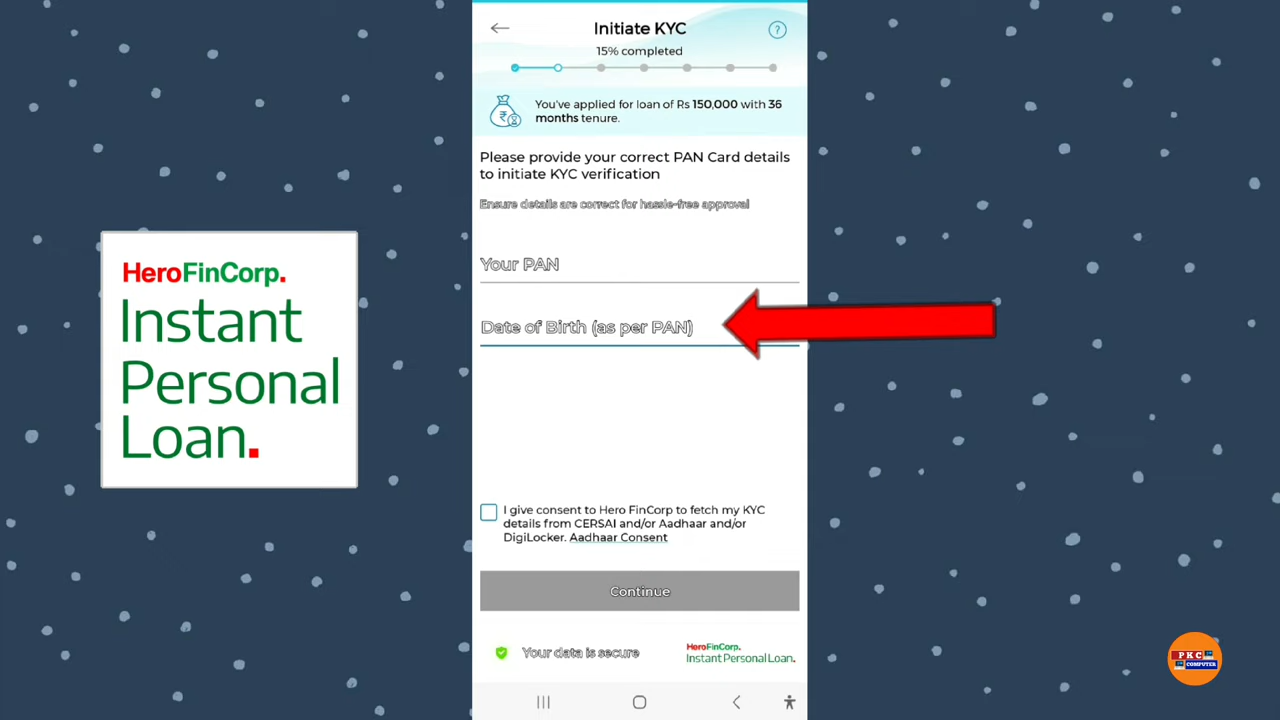 Initiate KYC
?
15% completed
You've applied for loan of Rs 150,000 with 36
months tenure.
Please provide your correct PAN Card details
to initiate KYC verification
Ensure details are correct for hassle-free approval
Your PAN
Date of Birth (as per PAN)
I give consent to Hero FinCorp to fetch my KYC
details from CERSAI and/or Aadhaar and/or
DigiLocker. Aadhaar Consent
Continue
Your data is secure
HeroFinCorp.
Instant Personal Loan.
HeroFinCorp.
Instant
Personal
Loan.
PKC
COMPUTER